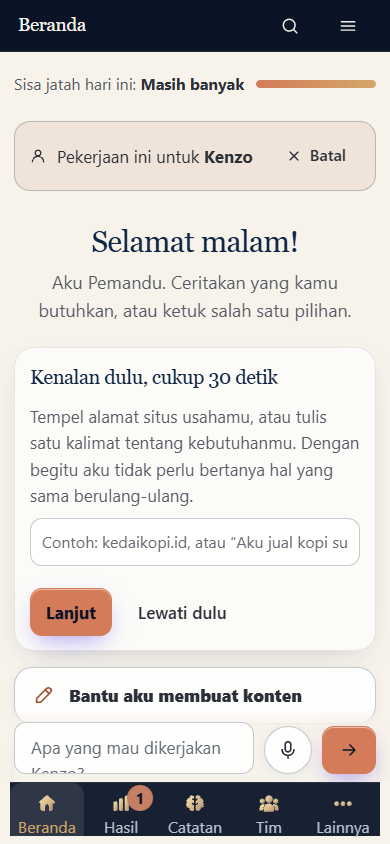 Beranda
Sisa jatah hari ini: Masih banyak
Pekerjaan ini untuk Kenzo
Batal
Selamat malam!
Aku Pemandu. Ceritakan yang kamu
butuhkan, atau ketuk salah satu pilihan.
Kenalan dulu, cukup 30 detik
Tempel alamat situs usahamu, atau tulis
satu kalimat tentang kebutuhanmu. Dengan
begitu aku tidak perlu bertanya hal yang
sama berulang-ulang.
Contoh: kedaikopi.id, atau “Aku jual kopi su
Lanjut
Lewati dulu
Bantu aku membuat konten
Apa yang mau dikerjakan
Kenzo?
1
Beranda
Hasil
Catatan
Tim
Lainnya